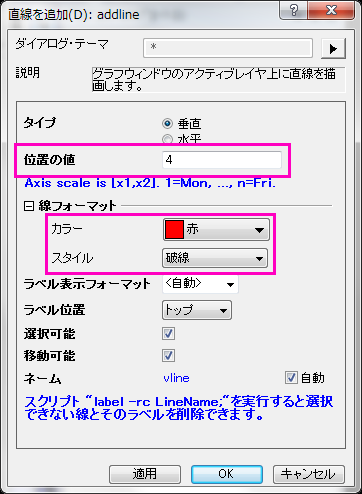 直線を追加(D): addline
ダイアログ・テーマ *
説明 グラフウィンドウのアクティブレイヤ上に直線を描
画します。
タイプ 垂直
水平
位置の値 4
Axis scale is [x1,x2]. 1=Mon, ..., n=Fri.
線フォーマット
カラー 赤
スタイル 破線
ラベル表示フォーマット <自動>
ラベル位置 トップ
選択可能
移動可能
ネーム vline 自動
スクリプト “label -rc LineName;”を実行すると選択
できない線とそのラベルを削除できます。
適用 OK キャンセル